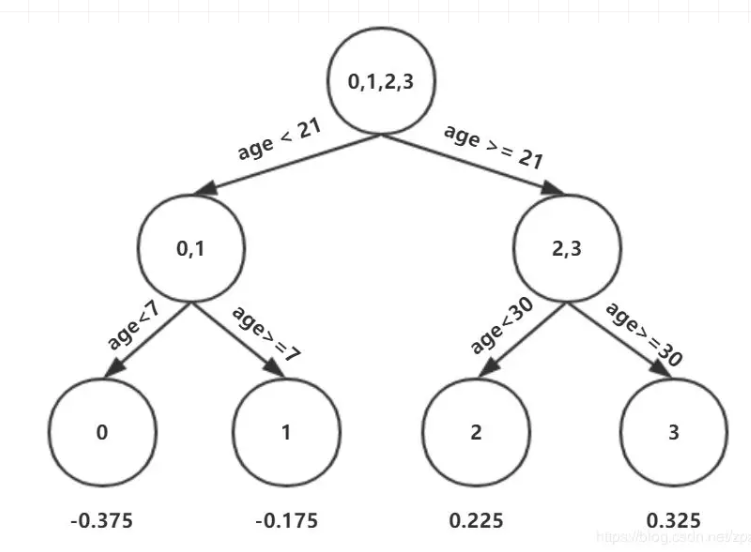 0,1,2,3
age < 21
age >= 21
0,1
2,3
age<7
age>=7
age<30
age>=30
0
1
2
3
-0.375
-0.175
0.225
0.325